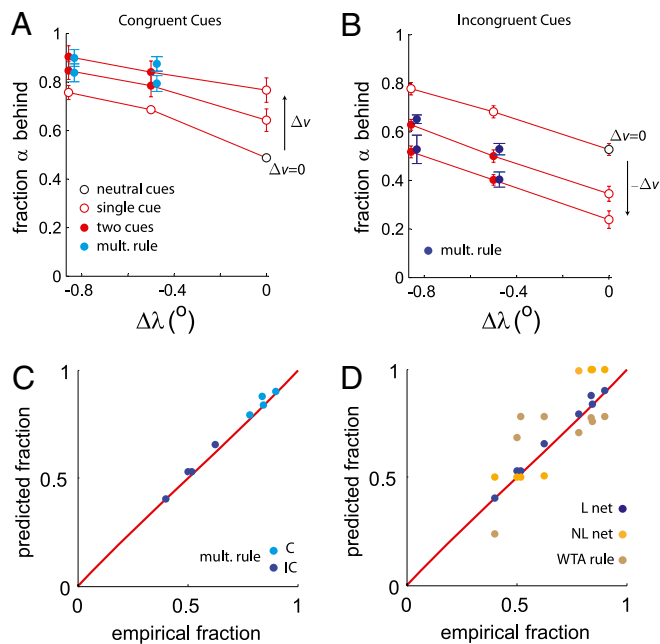 A
Congruent Cues
B
Incongruent Cues
fraction α behind
1
0.8
0.6
0.4
0.2
0
Δv
Δv=0
neutral cues
single cue
two cues
mult. rule
-0.8
-0.4
0
Δλ (°)
fraction α behind
1
0.8
0.6
0.4
0.2
0
Δv=0
-Δv
mult. rule
-0.8
-0.4
0
Δλ (°)
C
predicted fraction
1
0.5
0
mult. rule
C
IC
0
0.5
1
empirical fraction
D
predicted fraction
1
0.5
0
L net
NL net
WTA rule
0
0.5
1
empirical fraction